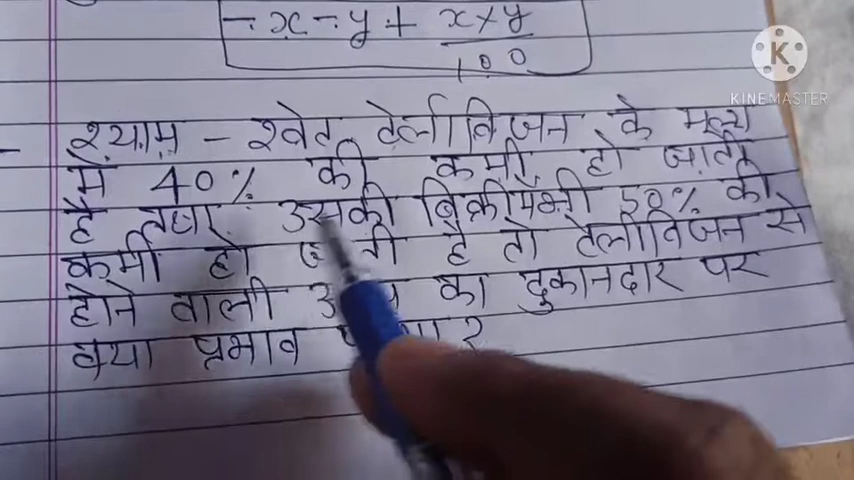 - x - y + x × y
100
KINEMASTER
श्याम - श्वेत टेलीविजन के मूल्य
में 40% की कमी हो जाती
है तथा उसकी बिक्री में भी 50% की
कमी हो जाती है तो टेलीविजन से
होने वाली का दुकानदार पर
क्या प्रभाव ?